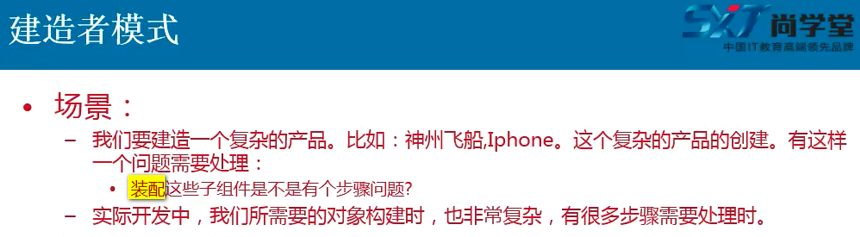 建造者模式
SXT 尚学堂
中国IT教育高端领先品牌
• 场景：
– 我们要建造一个复杂的产品。比如：神州飞船,Iphone。这个复杂的产品的创建。有这样
一个问题需要处理：
• 装配这些子组件是不是有个步骤问题?
– 实际开发中，我们所需要的对象构建时，也非常复杂，有很多步骤需要处理时。